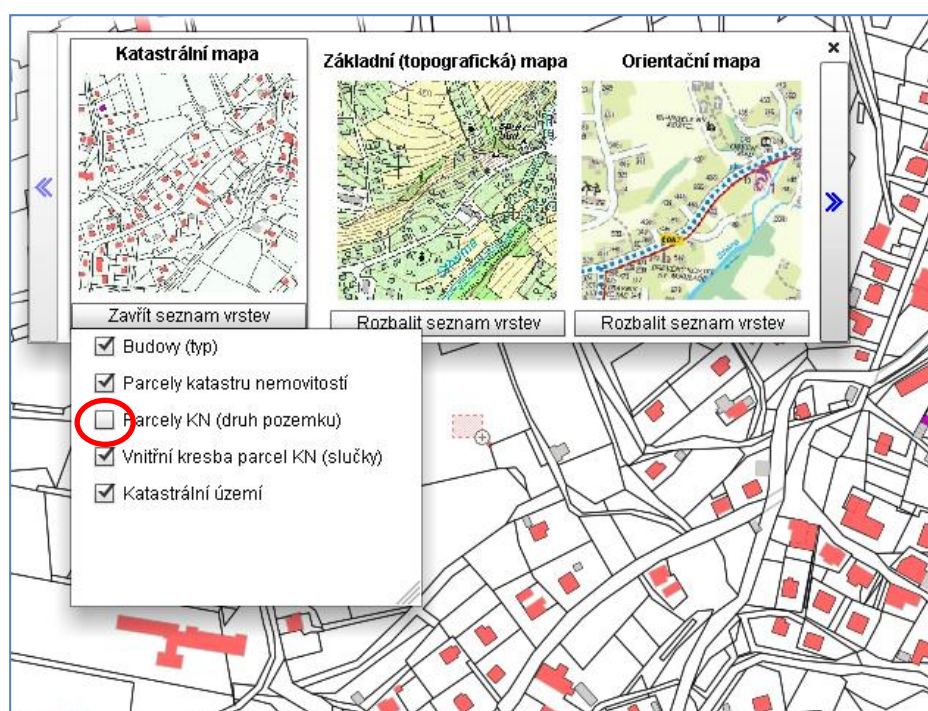 Katastrální mapa
Základní (topografická) mapa
Orientační mapa
Zavřít seznam vrstev
Rozbalit seznam vrstev
Rozbalit seznam vrstev
Budovy (typ)
Parcely katastru nemovitostí
Parcely KN (druh pozemku)
Vnitřní kresba parcel KN (slučky)
Katastrální území